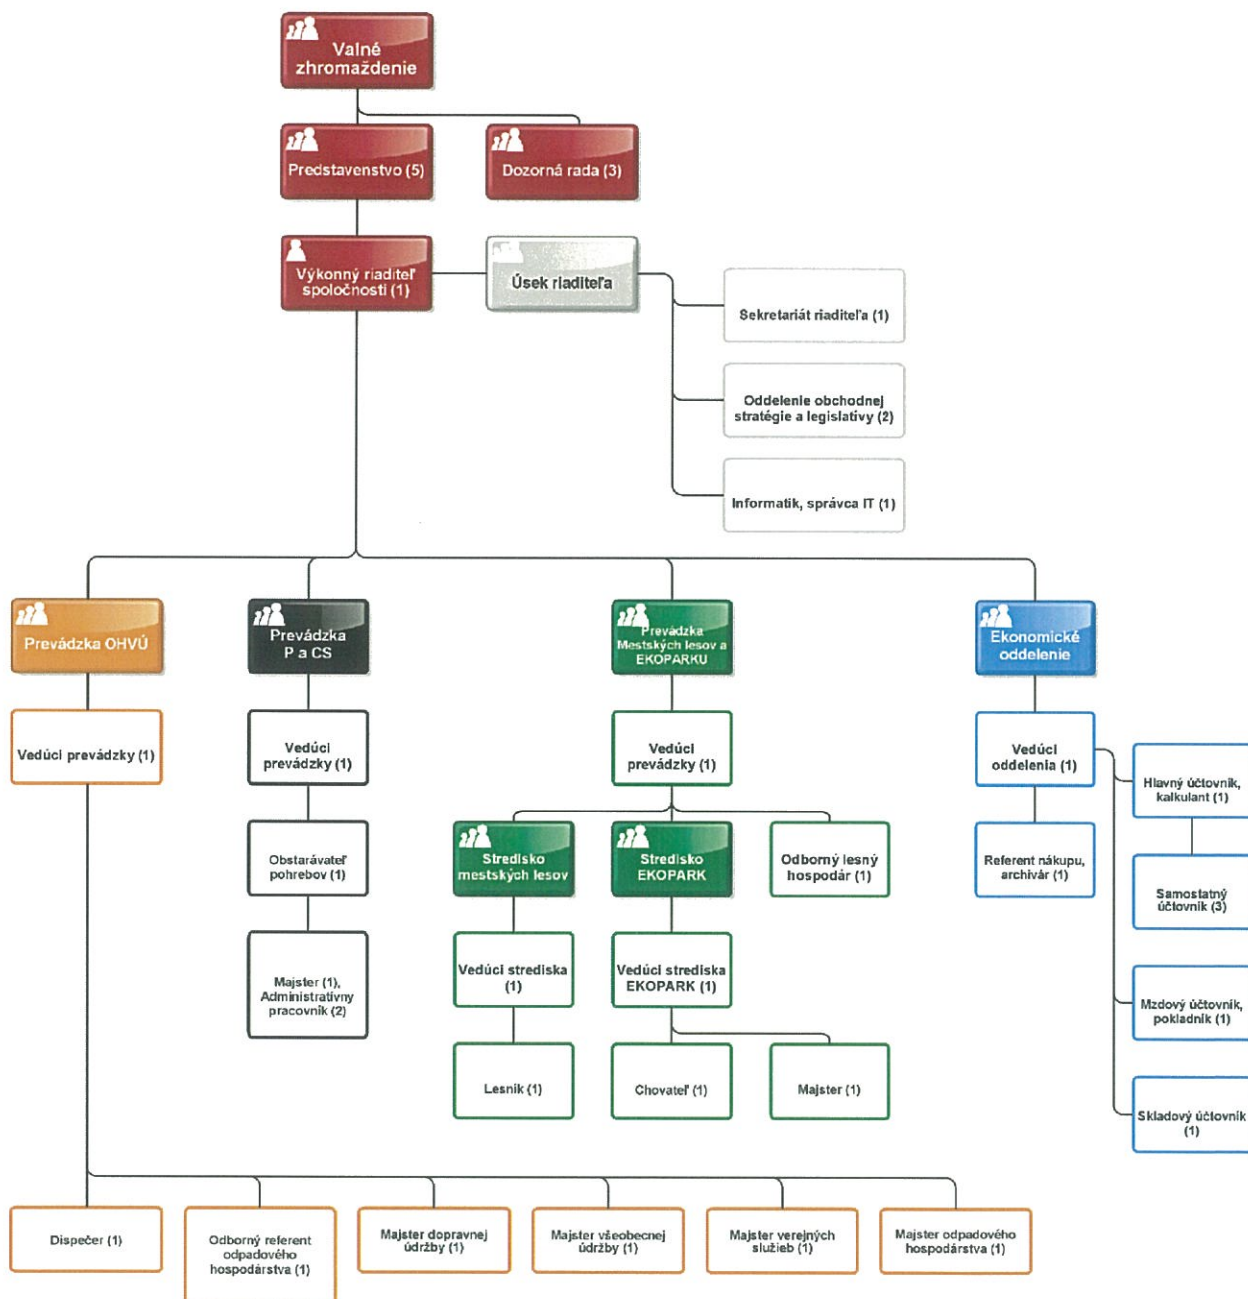 Valné
zhromaždenie
Predstavenstvo (5)
Dozorná rada (3)
Výkonný riaditeľ
spoločnosti (1)
Úsek riaditeľa
Sekretariát riaditeľa (1)
Oddelenie obchodnej
stratégie a legislatívy (2)
Informatik, správca IT (1)
Prevádzka OHVÚ
Prevádzka
P a CS
Prevádzka
Mestských lesov a
EKOPARKU
Ekonomické
oddelenie
Vedúci prevádzky (1)
Vedúci
prevádzky (1)
Vedúci
prevádzky (1)
Vedúci
oddelenia (1)
Hlavný účtovník,
kalkulant (1)
Obstarávateľ
pohrebov (1)
Stredisko
mestských lesov
Stredisko
EKOPARK
Odborný lesný
hospodár (1)
Referent nákupu,
archivár (1)
Samostatný
účtovník (3)
Majster (1),
Administratívny
pracovník (2)
Vedúci strediska
(1)
Vedúci strediska
EKOPARK (1)
Mzdový účtovník,
pokladník (1)
Lesník (1)
Chovateľ (1)
Majster (1)
Skladový účtovník
(1)
Dispečer (1)
Odborný referent
odpadového
hospodárstva (1)
Majster dopravnej
údržby (1)
Majster všeobecnej
údržby (1)
Majster verejných
služieb (1)
Majster odpadového
hospodárstva (1)